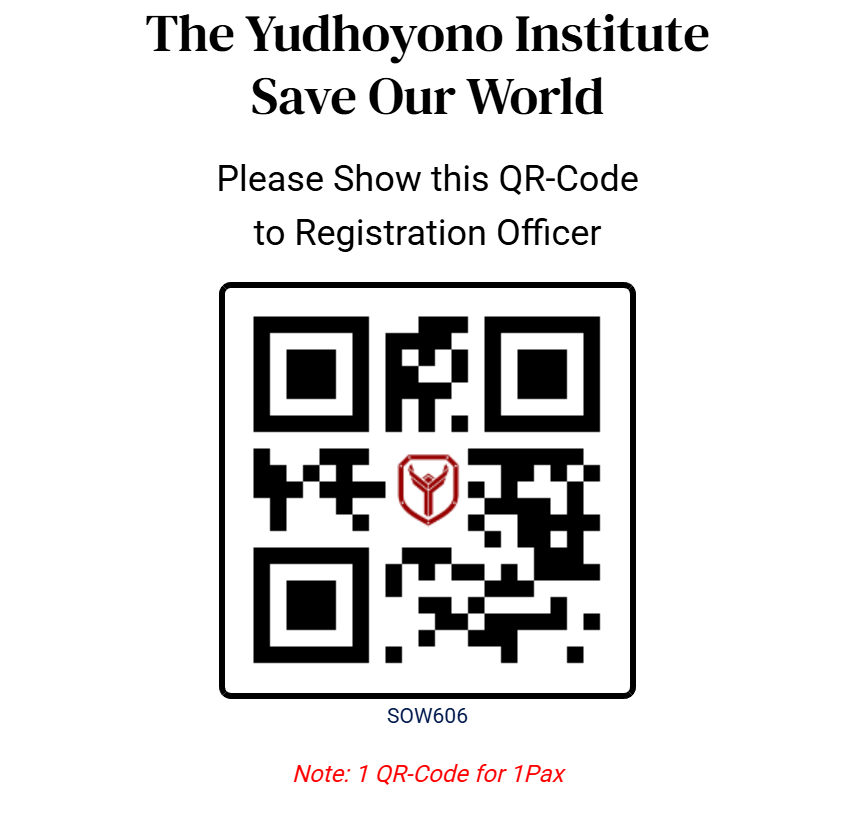 The Yudhoyono Institute
Save Our World
Please Show this QR-Code
to Registration Officer
SOW606
Note: 1 QR-Code for 1Pax